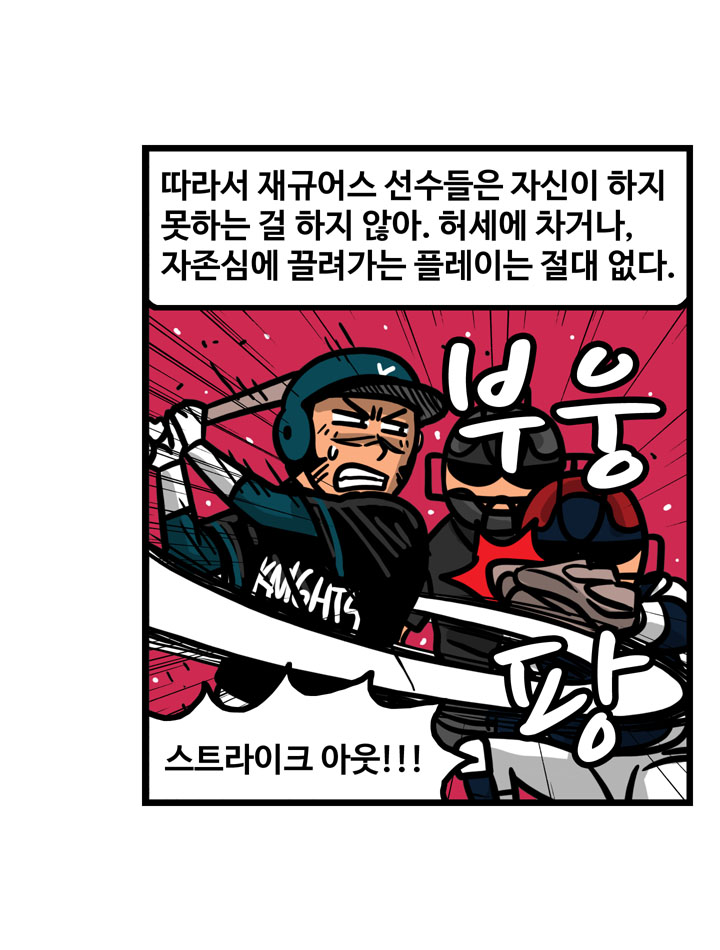 따라서 재규어스 선수들은 자신이 하지
못하는 걸 하지 않아. 허세에 차거나,
자존심에 끌려가는 플레이는 절대 없다.
부웅
KNIGHTS
팡
스트라이크 아웃!!!